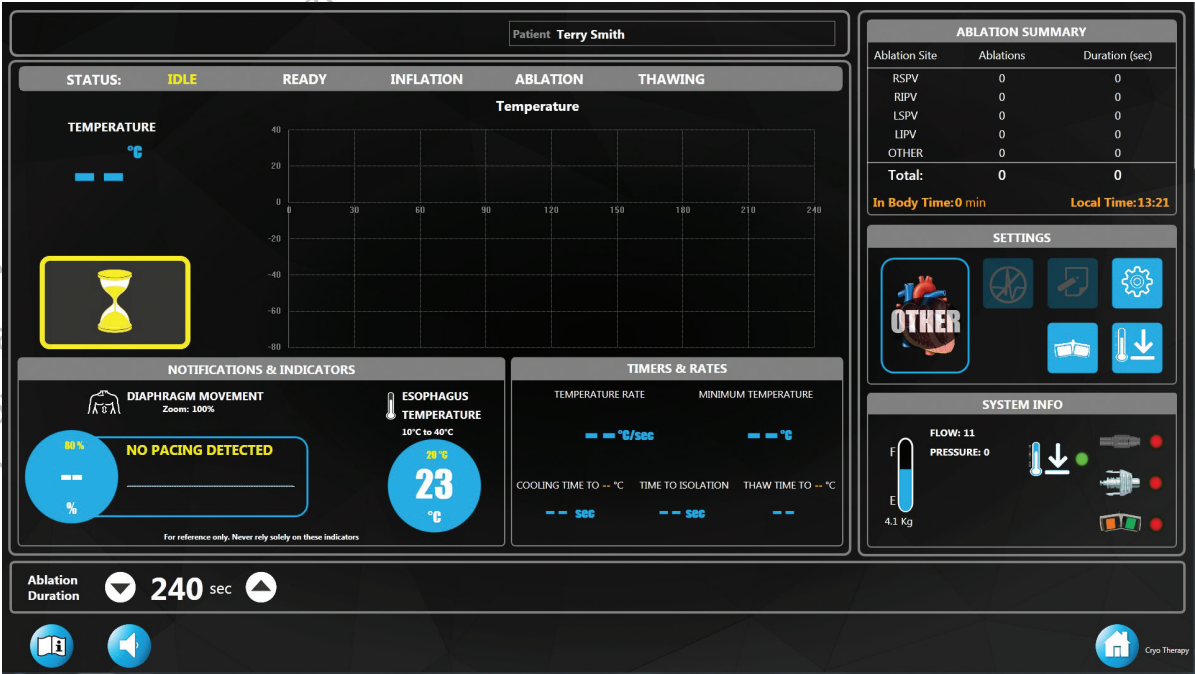 Patient Terry Smith
STATUS: IDLE READY INFLATION ABLATION THAWING
TEMPERATURE
°C
-- --
Temperature
40
20
0
-20
-40
-60
-80
0 30 60 90 120 150 180 210 240
NOTIFICATIONS & INDICATORS
DIAPHRAGM MOVEMENT
Zoom: 100%
80 %
--
%
NO PACING DETECTED
ESOPHAGUS
TEMPERATURE
10°C to 40°C
20 °C
23
°C
For reference only. Never rely solely on these indicators
TIMERS & RATES
TEMPERATURE RATE MINIMUM TEMPERATURE
-- °C/sec -- °C
COOLING TIME TO -- °C TIME TO ISOLATION THAW TIME TO -- °C
-- sec -- sec --
ABLATION SUMMARY
Ablation Site Ablations Duration (sec)
RSPV 0 0
RIPV 0 0
LSPV 0 0
LIPV 0 0
OTHER 0 0
Total: 0 0
In Body Time: 0 min Local Time: 13:21
SETTINGS
OTHER
SYSTEM INFO
FLOW: 11
PRESSURE: 0
F
E
4.1 Kg
Ablation
Duration
240 sec
Cryo Therapy